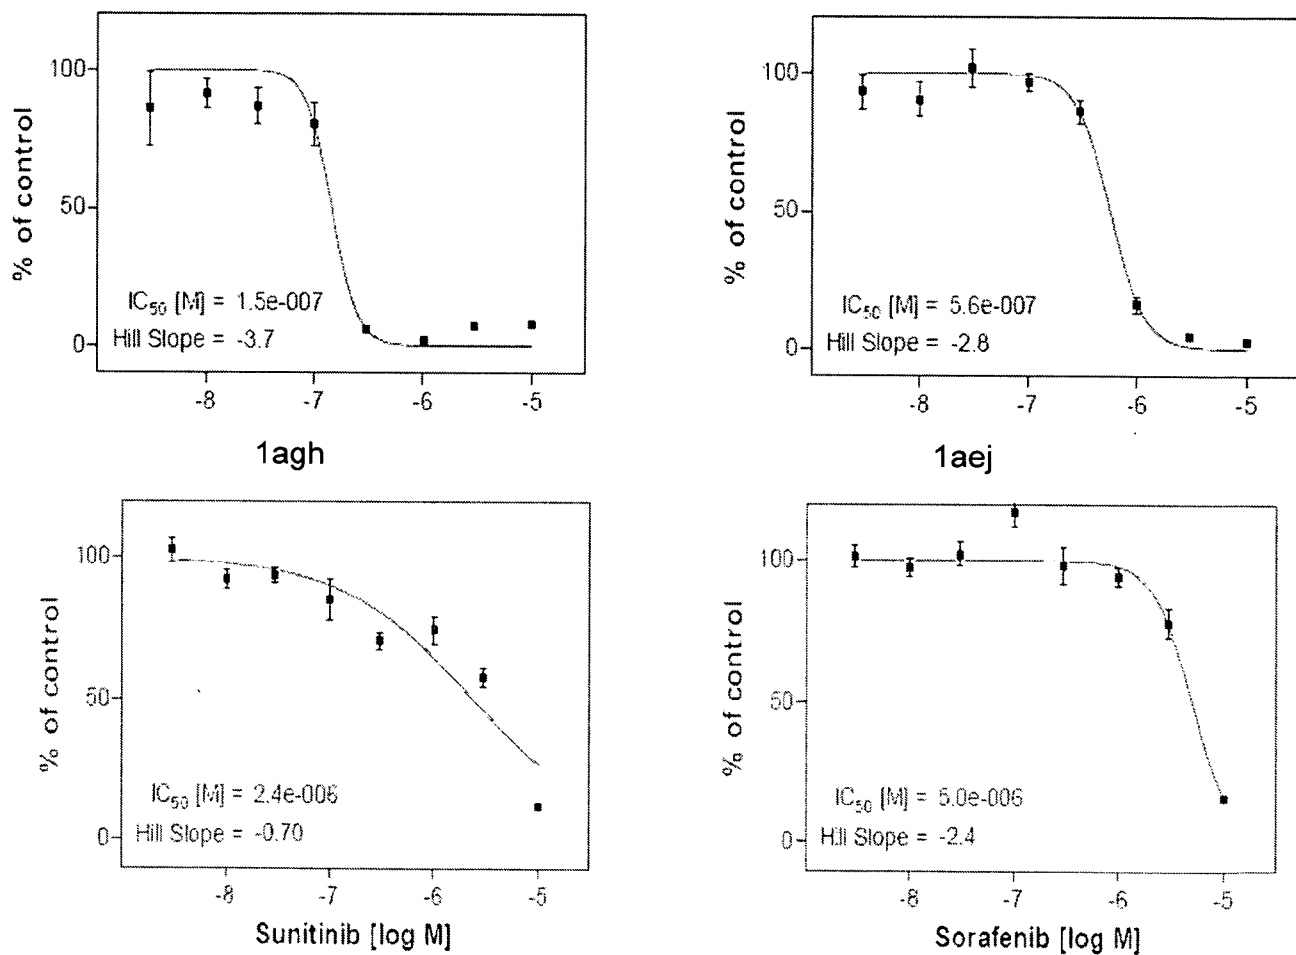 % of control
100
50
0
IC50 [M] = 1.5e-007
Hill Slope = -3.7
-8 -7 -6 -5
1agh
% of control
100
50
0
IC50 [M] = 5.6e-007
Hill Slope = -2.8
-8 -7 -6 -5
1aej
% of control
100
50
0
IC50 [M] = 2.4e-006
Hill Slope = -0.70
-8 -7 -6 -5
Sunitinib [log M]
% of control
100
50
0
IC50 [M] = 5.0e-006
Hill Slope = -2.4
-8 -7 -6 -5
Sorafenib [log M]